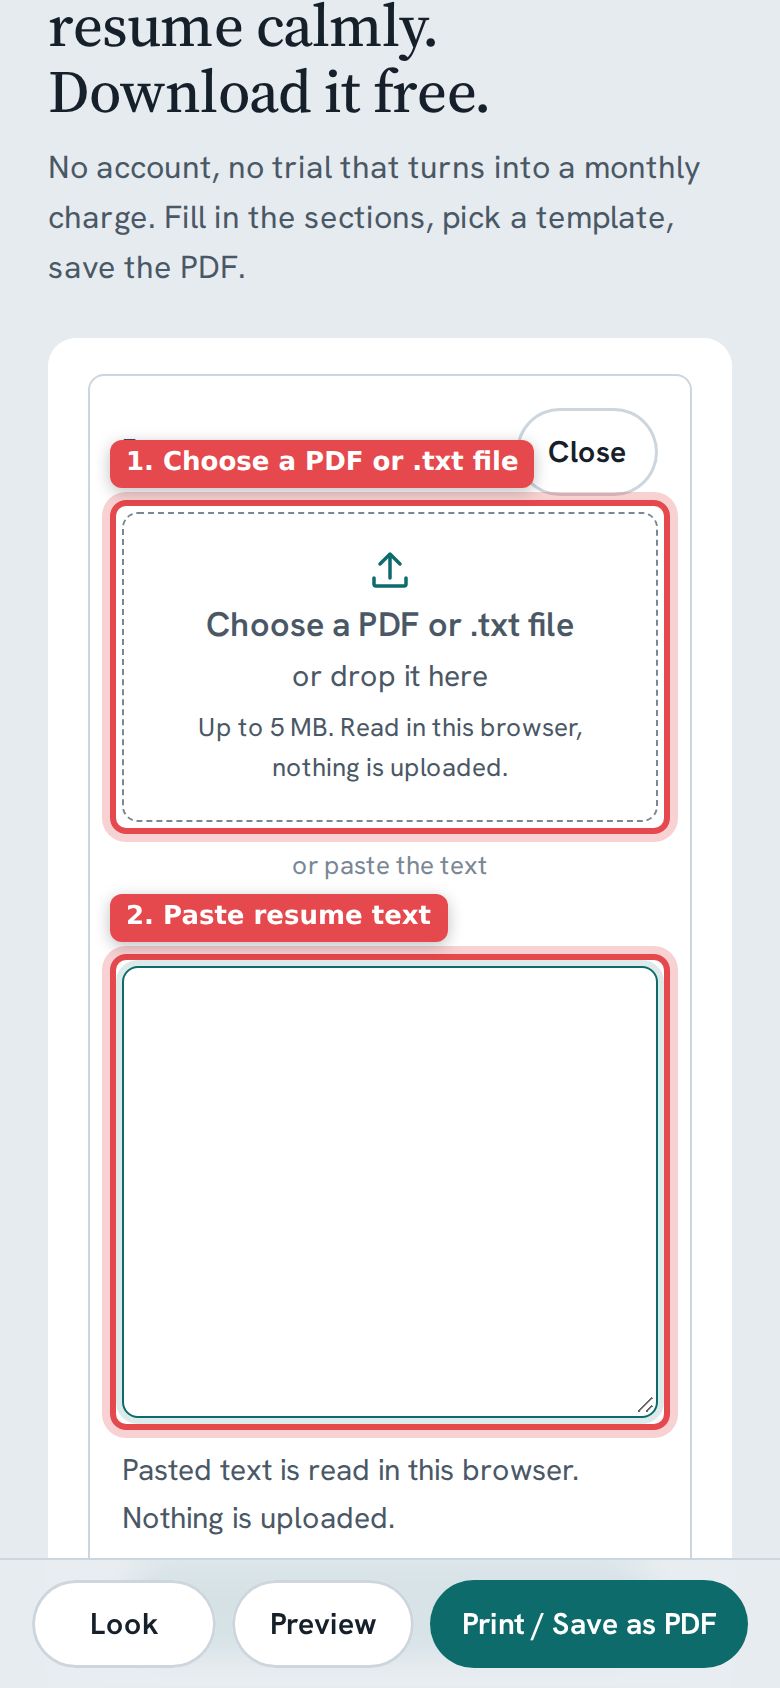 resume calmly.
Download it free.
No account, no trial that turns into a monthly
charge. Fill in the sections, pick a template,
save the PDF.
Close
1. Choose a PDF or .txt file
Choose a PDF or .txt file
or drop it here
Up to 5 MB. Read in this browser,
nothing is uploaded.
or paste the text
2. Paste resume text
Pasted text is read in this browser.
Nothing is uploaded.
Look
Preview
Print / Save as PDF